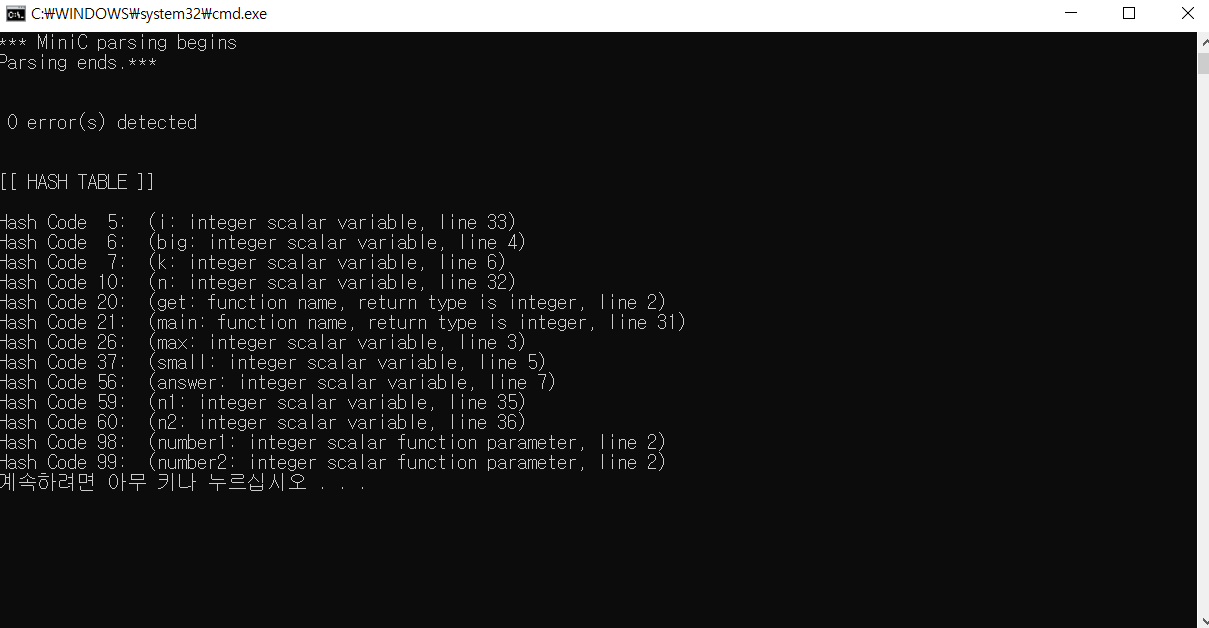 C:₩WINDOWS₩system32₩cmd.exe
*** MiniC parsing begins
Parsing ends.***
0 error(s) detected
[[ HASH TABLE ]]
Hash Code  5:  (i: integer scalar variable, line 33)
Hash Code  6:  (big: integer scalar variable, line 4)
Hash Code  7:  (k: integer scalar variable, line 6)
Hash Code 10:  (n: integer scalar variable, line 32)
Hash Code 20:  (get: function name, return type is integer, line 2)
Hash Code 21:  (main: function name, return type is integer, line 31)
Hash Code 26:  (max: integer scalar variable, line 3)
Hash Code 37:  (small: integer scalar variable, line 5)
Hash Code 56:  (answer: integer scalar variable, line 7)
Hash Code 59:  (n1: integer scalar variable, line 35)
Hash Code 60:  (n2: integer scalar variable, line 36)
Hash Code 98:  (number1: integer scalar function parameter, line 2)
Hash Code 99:  (number2: integer scalar function parameter, line 2)
계속하려면 아무 키나 누르십시오 . . .